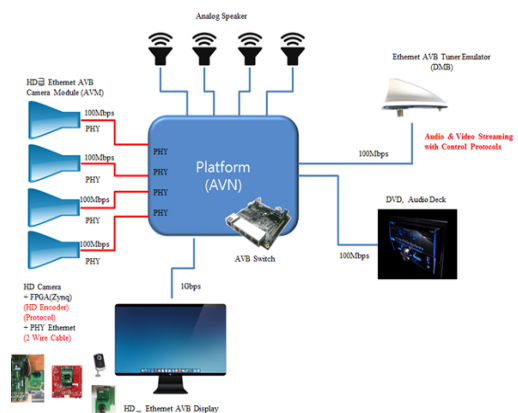 Analog Speaker
HD급 Ethernet AVB
Camera Module (AVM)
Ethernet AVB Tuner Emulator
(DMB)
100Mbps
PHY
100Mbps
PHY
100Mbps
PHY
100Mbps
PHY
PHY
PHY
PHY
PHY
Platform
(AVN)
AVB Switch
100Mbps
Audio & Video Streaming
with Control Protocols
DVD, Audio Deck
100Mbps
1Gbps
HD Camera
+ FPGA(Zynq)
(HD Encoder)
(Protocol)
+ PHY Ethernet
(2 Wire Cable)
HD_ Ethernet AVB Display